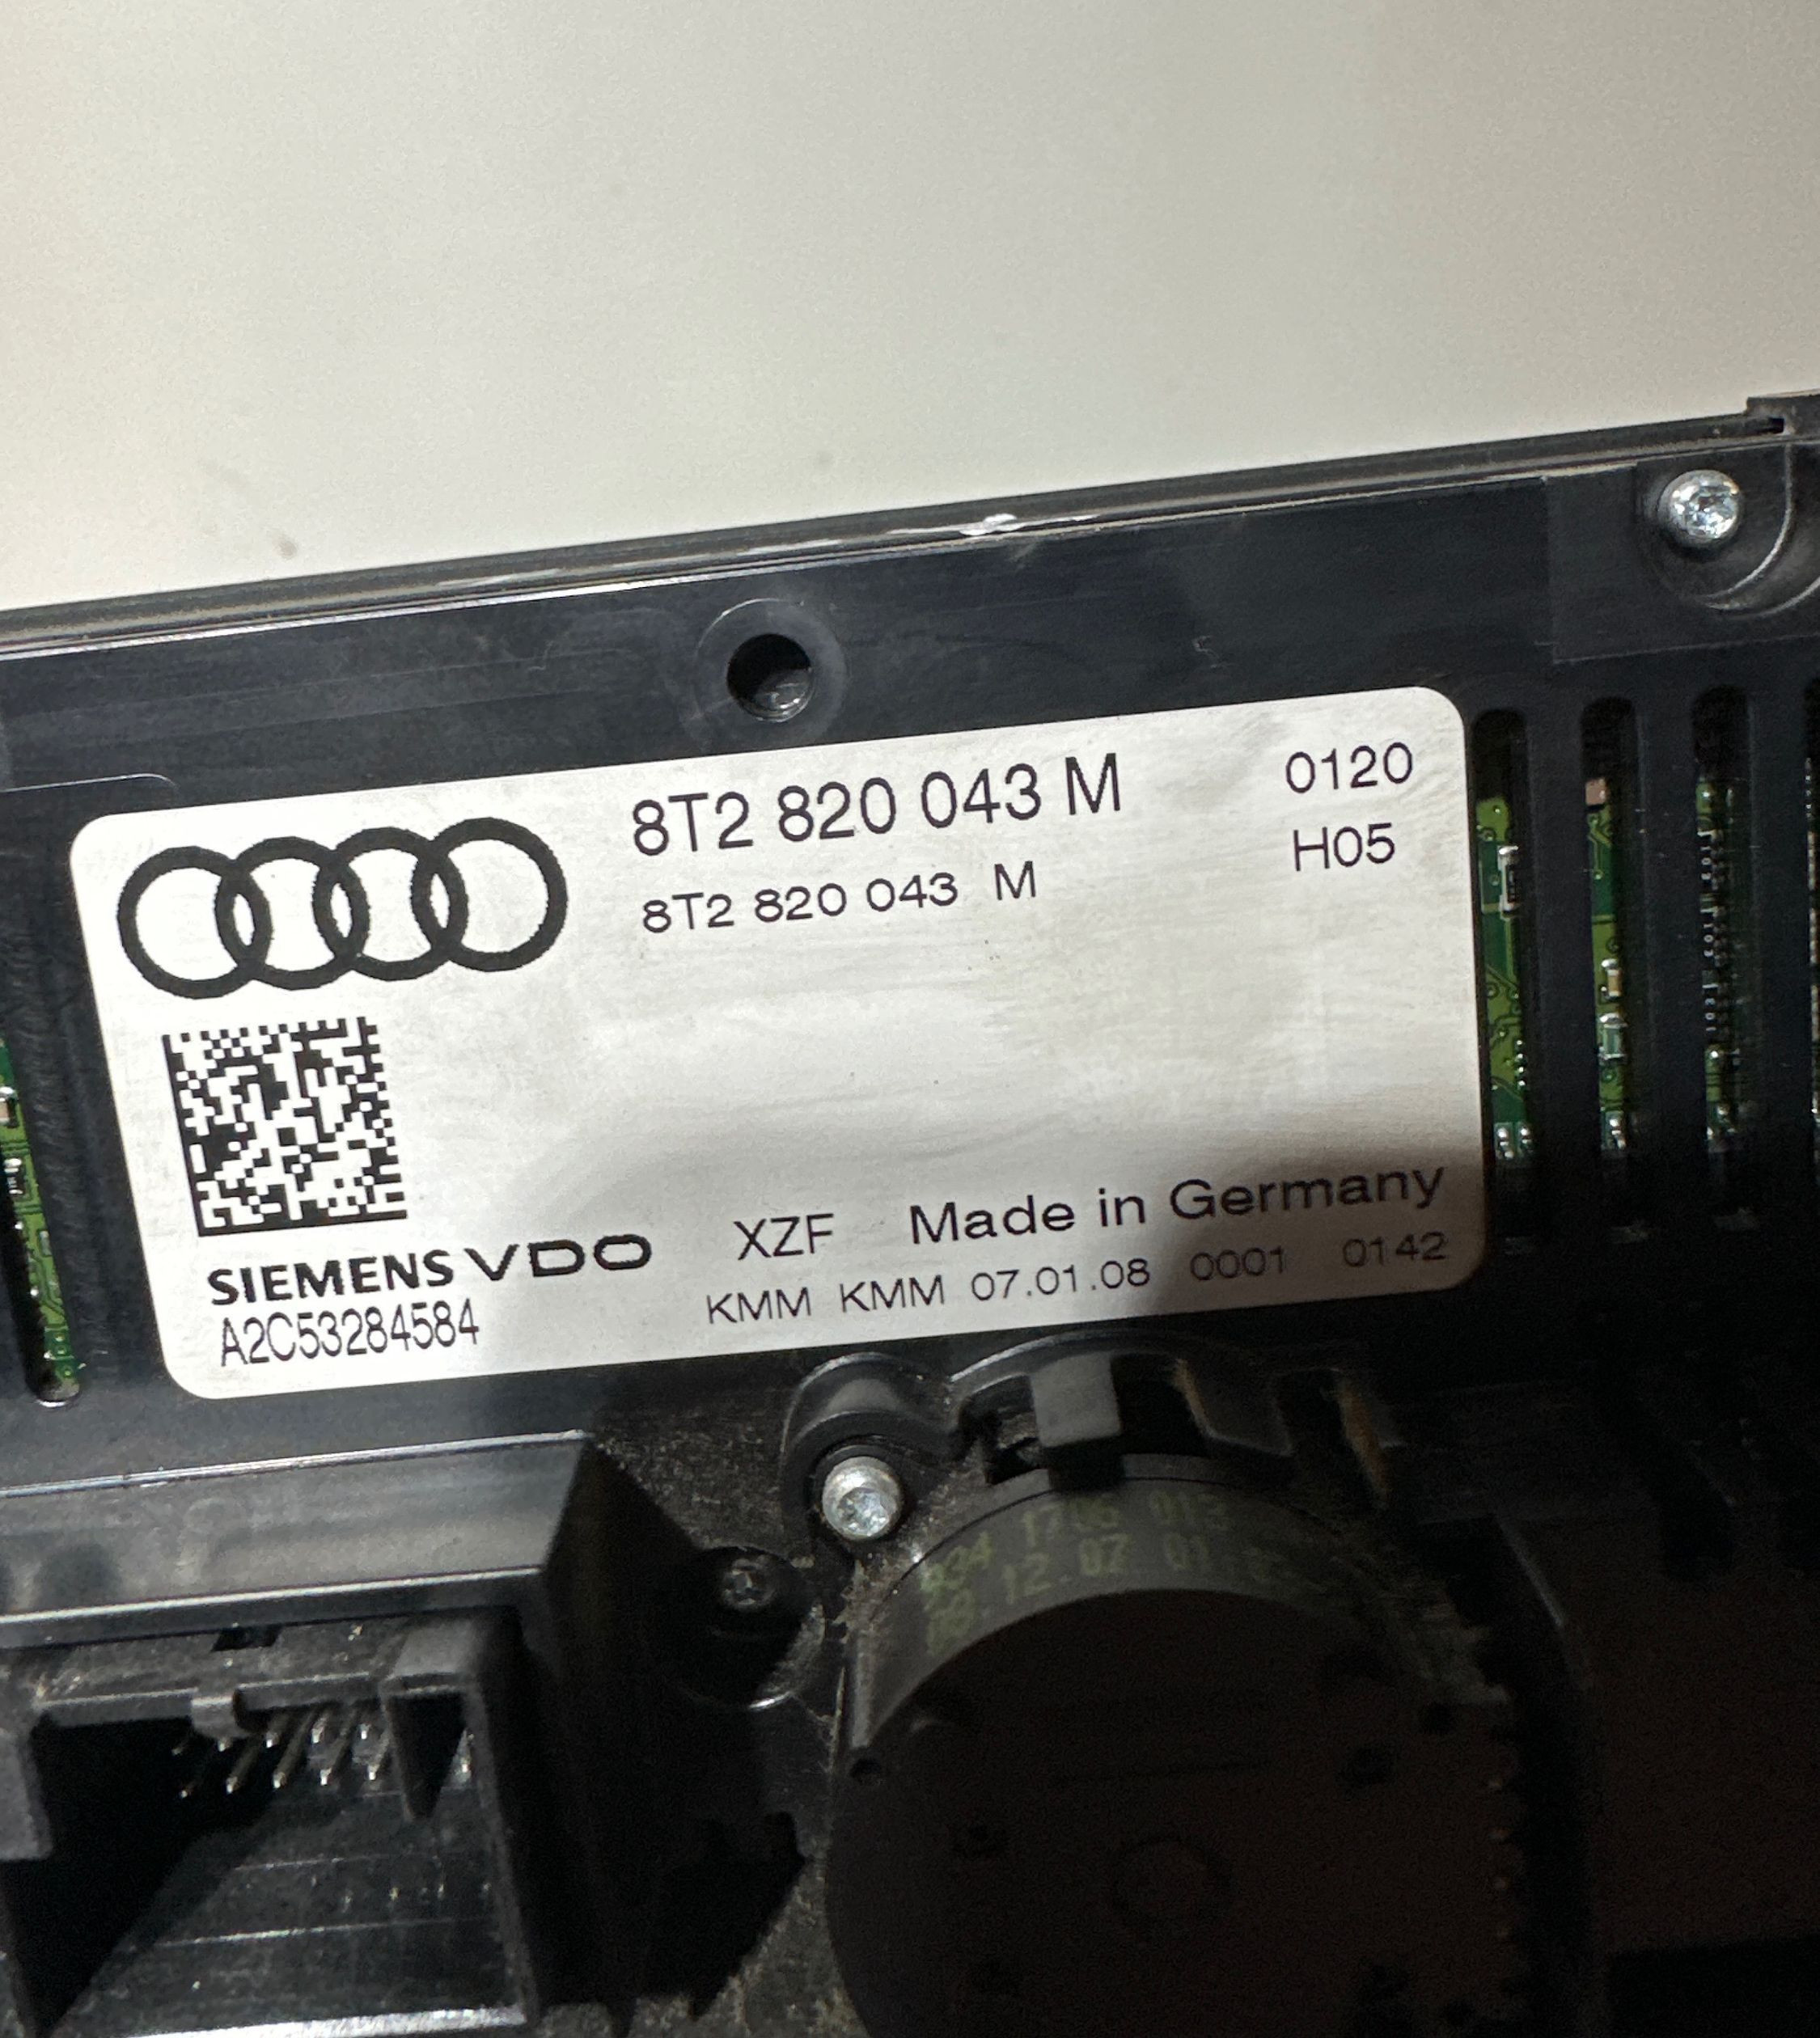 8T2 820 043 M 0120
8T2 820 043 M H05
SIEMENS VDO XZF Made in Germany
A2C53284584 KMM KMM 07.01.08 0001 0142